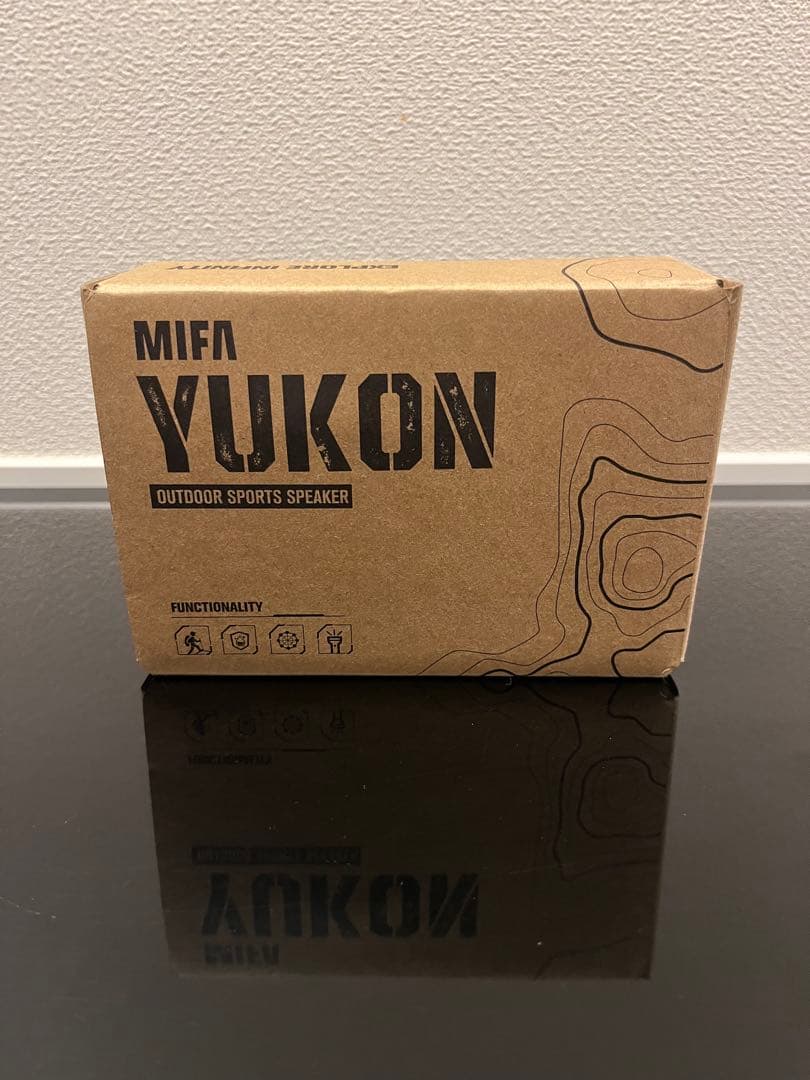 EXPLORE INFINITY
MIFA
YUKON
OUTDOOR SPORTS SPEAKER
FUNCTIONALITY